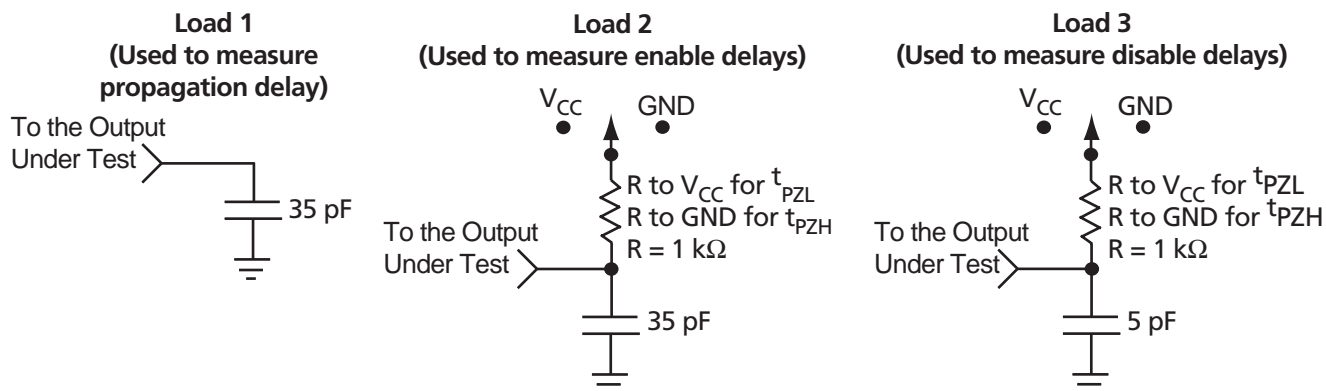 Load 1
(Used to measure
propagation delay)
To the Output
Under Test
35 pF
Load 2
(Used to measure enable delays)
VCC
GND
R to VCC for tPZL
R to GND for tPZH
R = 1 kΩ
To the Output
Under Test
35 pF
Load 3
(Used to measure disable delays)
VCC
GND
R to VCC for tPZL
R to GND for tPZH
R = 1 kΩ
To the Output
Under Test
5 pF